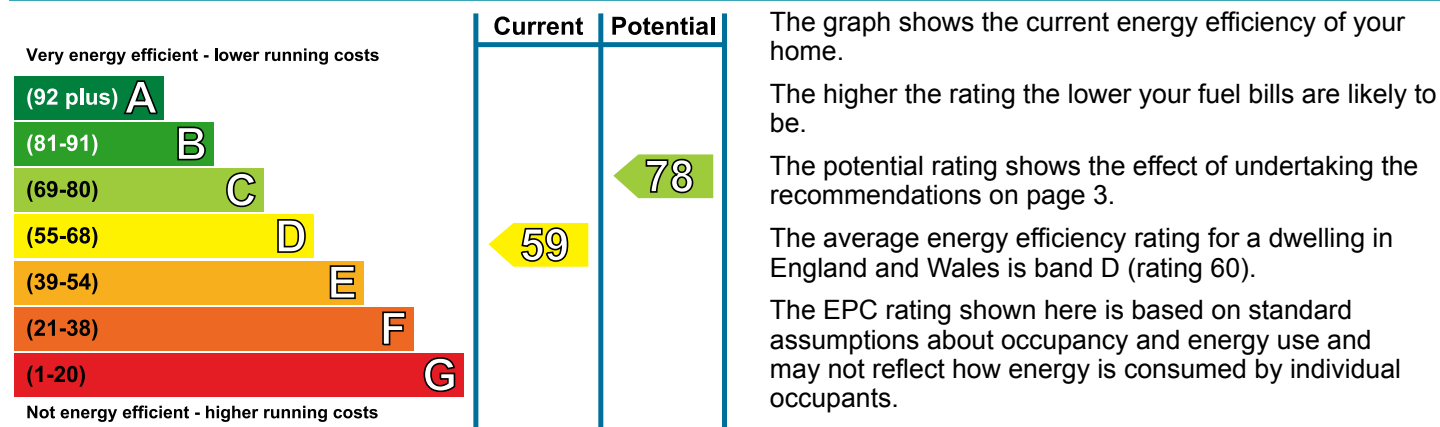 Current Potential
Very energy efficient - lower running costs
(92 plus) A
(81-91) B
(69-80) C
78
(55-68) D
59
(39-54) E
(21-38) F
(1-20) G
Not energy efficient - higher running costs
The graph shows the current energy efficiency of your
home.
The higher the rating the lower your fuel bills are likely to
be.
The potential rating shows the effect of undertaking the
recommendations on page 3.
The average energy efficiency rating for a dwelling in
England and Wales is band D (rating 60).
The EPC rating shown here is based on standard
assumptions about occupancy and energy use and
may not reflect how energy is consumed by individual
occupants.